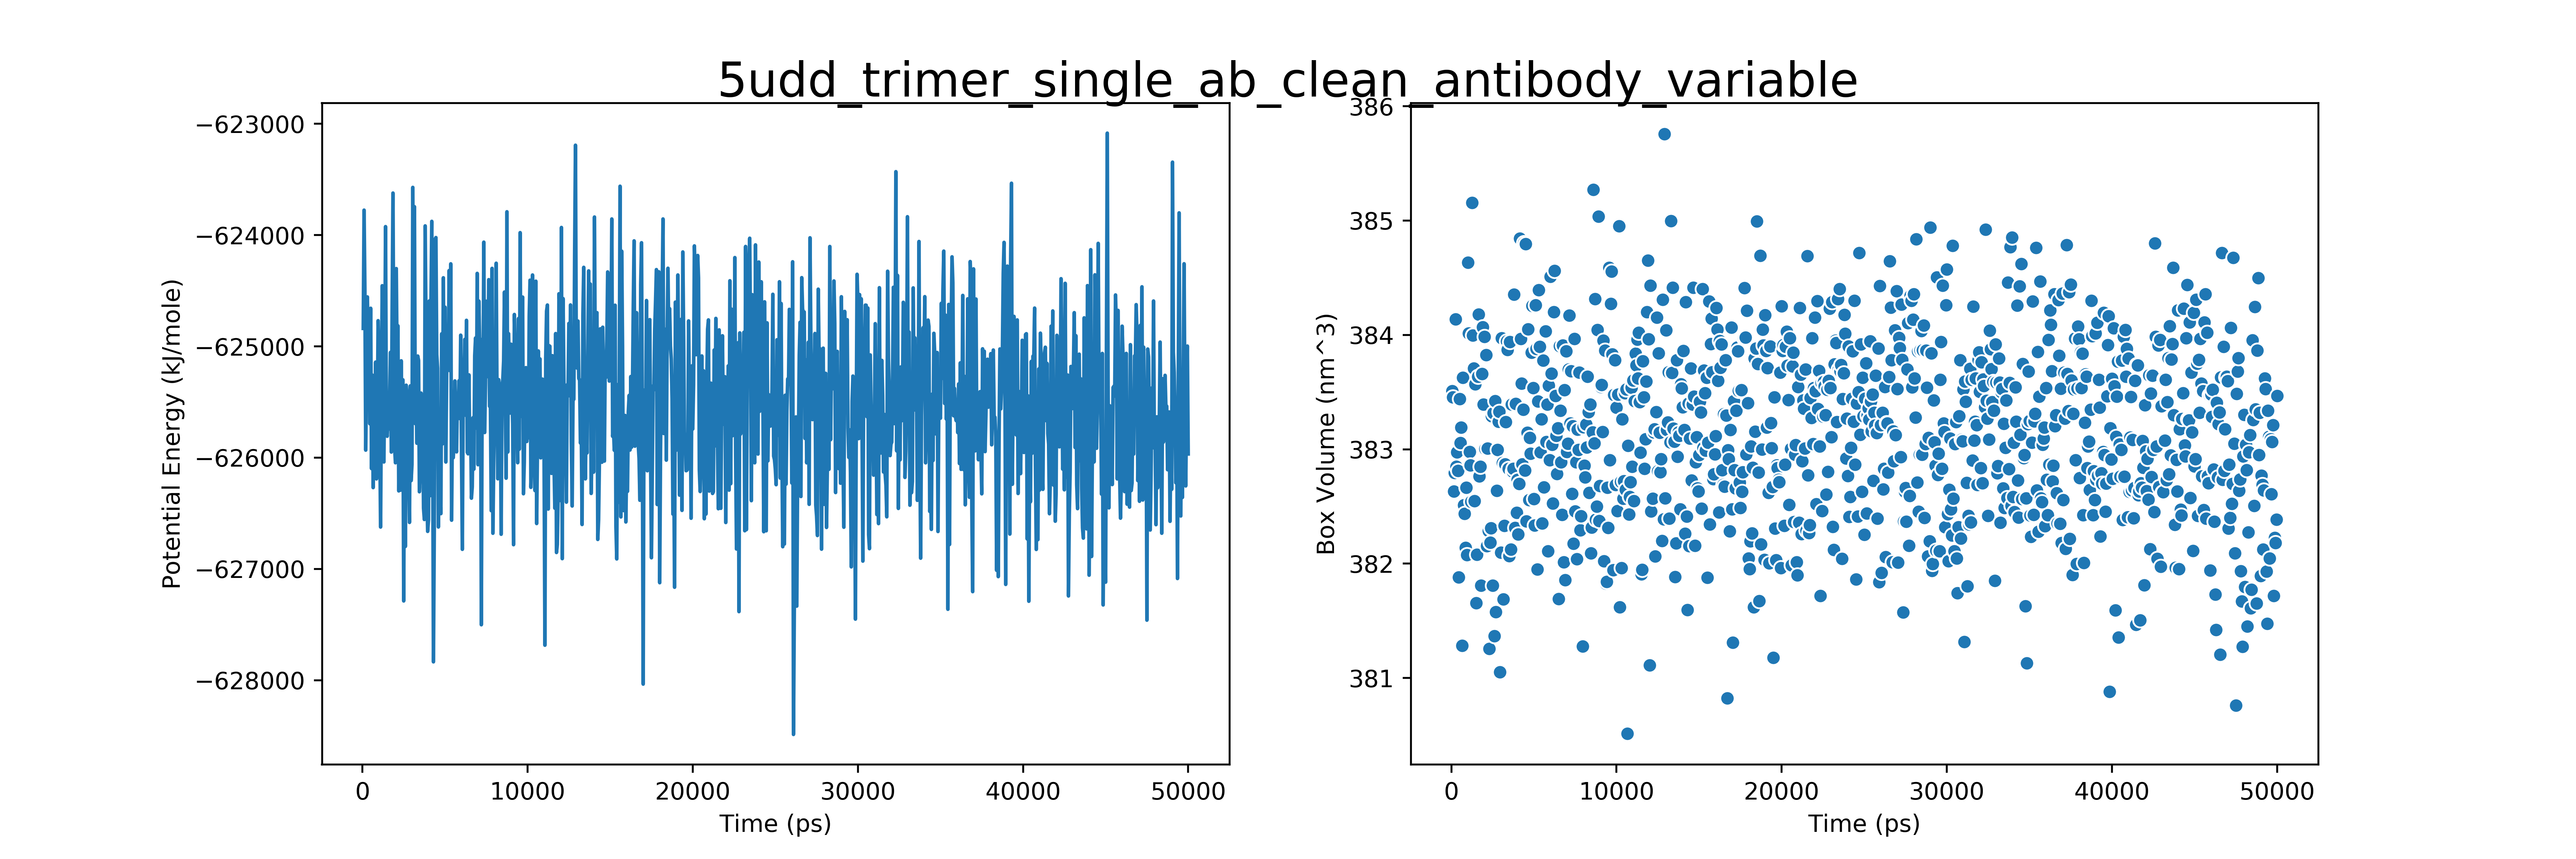 5udd_trimer_single_ab_clean_antibody_variable
−623000
−624000
−625000
−626000
−627000
−628000
Potential Energy (kJ/mole)
0 10000 20000 30000 40000 50000
Time (ps)
386
385
384
383
382
381
Box Volume (nm^3)
0 10000 20000 30000 40000 50000
Time (ps)